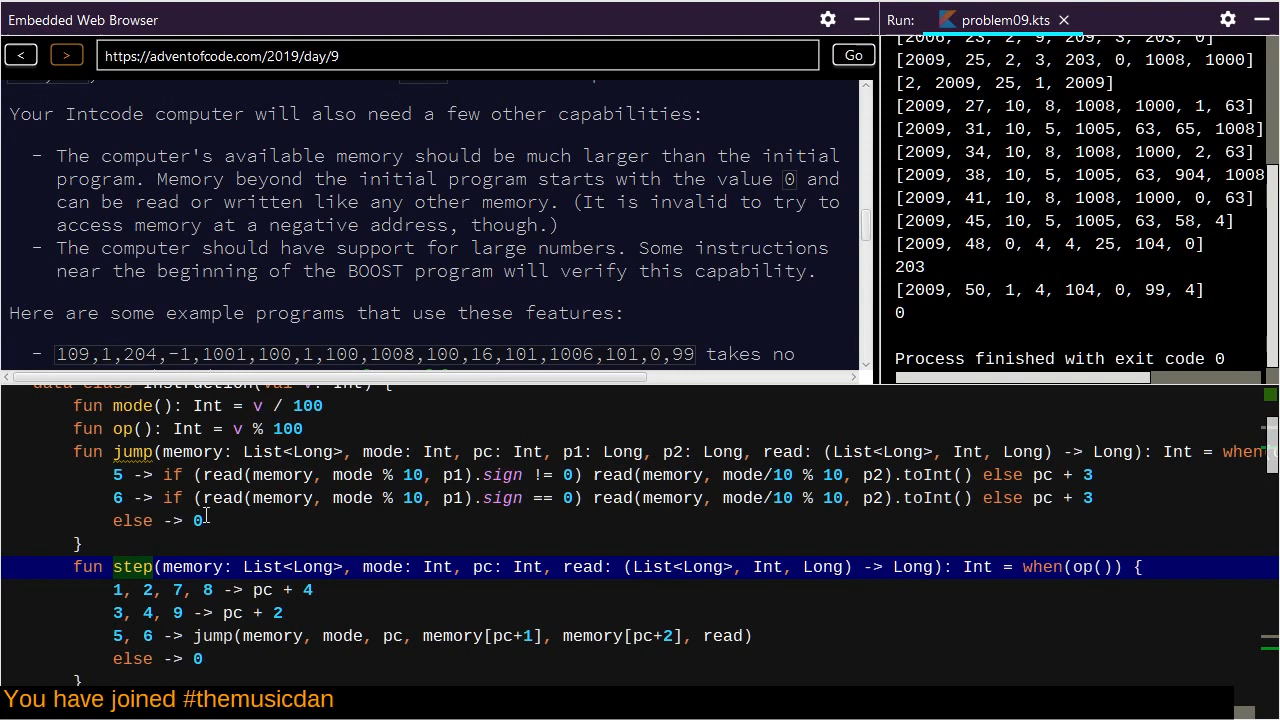 Embedded Web Browser
Run: problem09.kts
< > https://adventofcode.com/2019/day/9 Go
Your Intcode computer will also need a few other capabilities:
- The computer's available memory should be much larger than the initial
program. Memory beyond the initial program starts with the value 0 and
can be read or written like any other memory. (It is invalid to try to
access memory at a negative address, though.)
- The computer should have support for large numbers. Some instructions
near the beginning of the BOOST program will verify this capability.
Here are some example programs that use these features:
- 109,1,204,-1,1001,100,1,100,1008,100,16,101,1006,101,0,99 takes no
[2006, 23, 2, 9, 209, 3, 203, 0]
[2009, 25, 2, 3, 203, 0, 1008, 1000]
[2, 2009, 25, 1, 2009]
[2009, 27, 10, 8, 1008, 1000, 1, 63]
[2009, 31, 10, 5, 1005, 63, 65, 1008]
[2009, 34, 10, 8, 1008, 1000, 2, 63]
[2009, 38, 10, 5, 1005, 63, 904, 1008
[2009, 41, 10, 8, 1008, 1000, 0, 63]
[2009, 45, 10, 5, 1005, 63, 58, 4]
[2009, 48, 0, 4, 4, 25, 104, 0]
203
[2009, 50, 1, 4, 104, 0, 99, 4]
0
Process finished with exit code 0
data class Instruction(val v: Int) {
fun mode(): Int = v / 100
fun op(): Int = v % 100
fun jump(memory: List<Long>, mode: Int, pc: Int, p1: Long, p2: Long, read: (List<Long>, Int, Long) -> Long): Int = when
5 -> if (read(memory, mode % 10, p1).sign != 0) read(memory, mode/10 % 10, p2).toInt() else pc + 3
6 -> if (read(memory, mode % 10, p1).sign == 0) read(memory, mode/10 % 10, p2).toInt() else pc + 3
else -> 0
}
fun step(memory: List<Long>, mode: Int, pc: Int, read: (List<Long>, Int, Long) -> Long): Int = when(op()) {
1, 2, 7, 8 -> pc + 4
3, 4, 9 -> pc + 2
5, 6 -> jump(memory, mode, pc, memory[pc+1], memory[pc+2], read)
else -> 0
}
You have joined #themusicdan